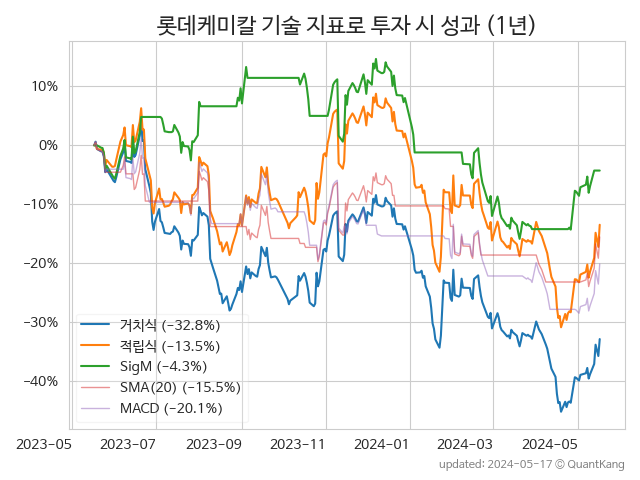 롯데케미칼 기술 지표로 투자 시 성과 (1년)
10%
0%
−10%
−20%
−30%
−40%
거치식 (−32.8%)
적립식 (−13.5%)
SigM (−4.3%)
SMA(20) (−15.5%)
MACD (−20.1%)
2023-05 2023-07 2023-09 2023-11 2024-01 2024-03 2024-05
updated: 2024-05-17 © QuantKang